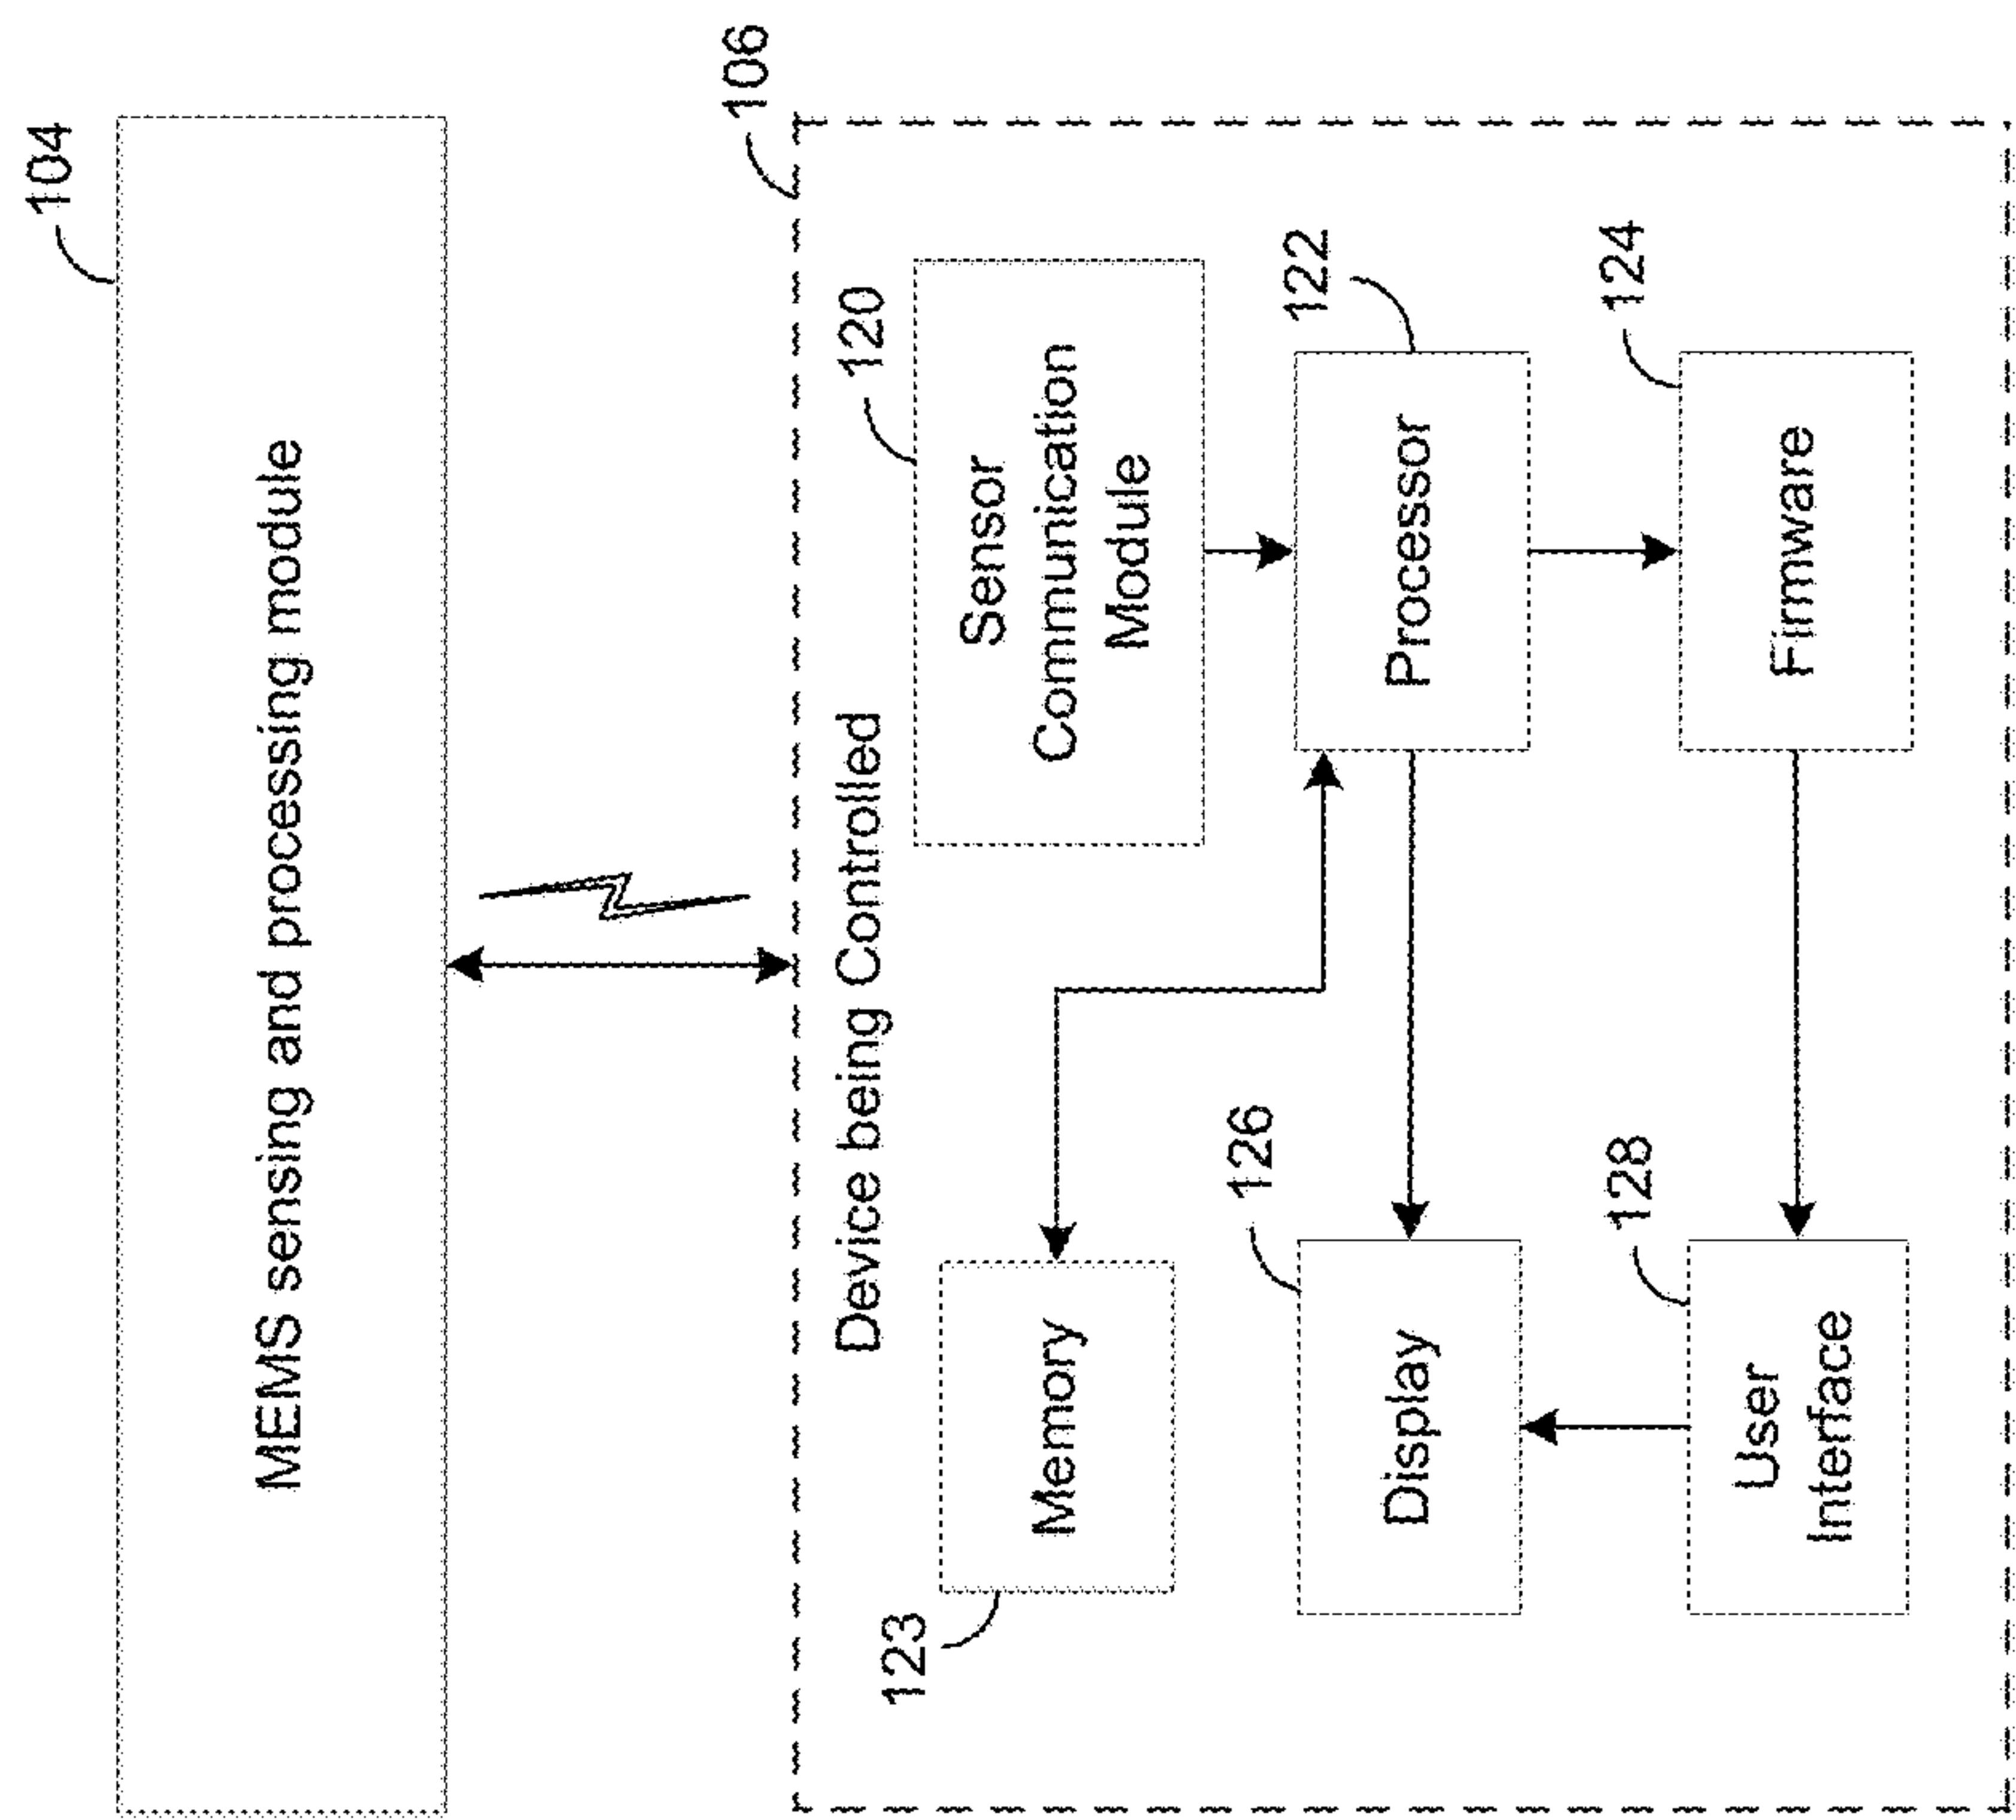 104
MEMS sensing and processing module
106
Device being Controlled
120
Sensor
Communication
Module
123
Memory
122
Processor
126
Display
124
Firmware
128
User
Interface